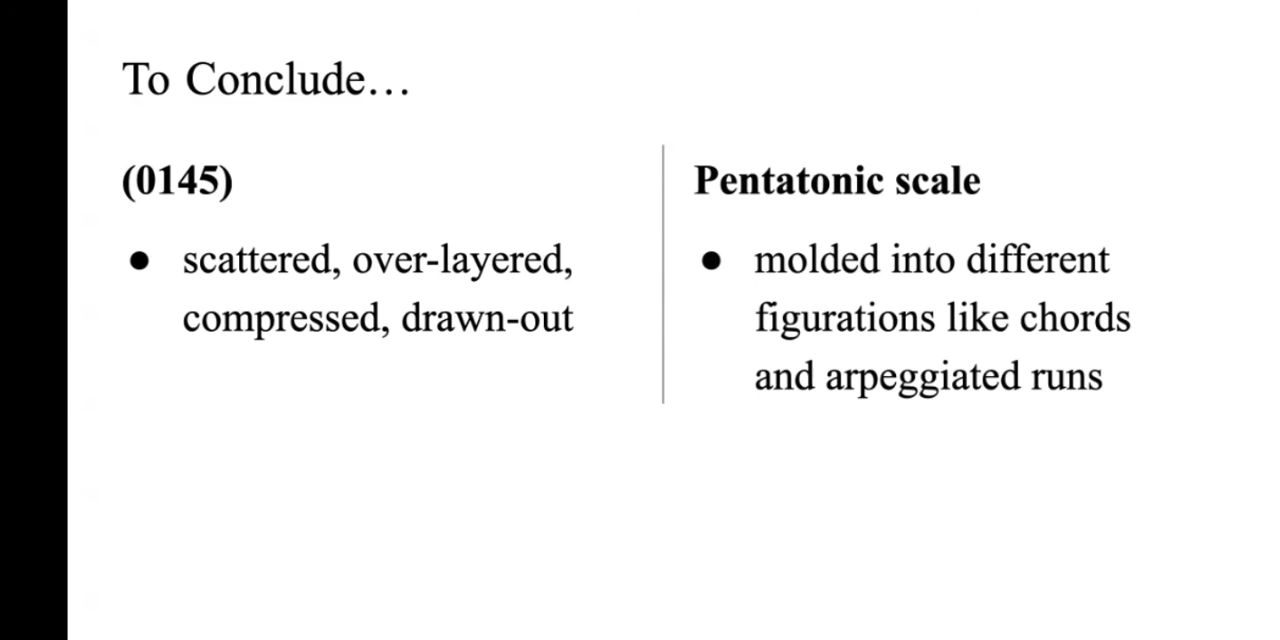 To Conclude…
(0145)
● scattered, over-layered,
compressed, drawn-out
Pentatonic scale
● molded into different
figurations like chords
and arpeggiated runs